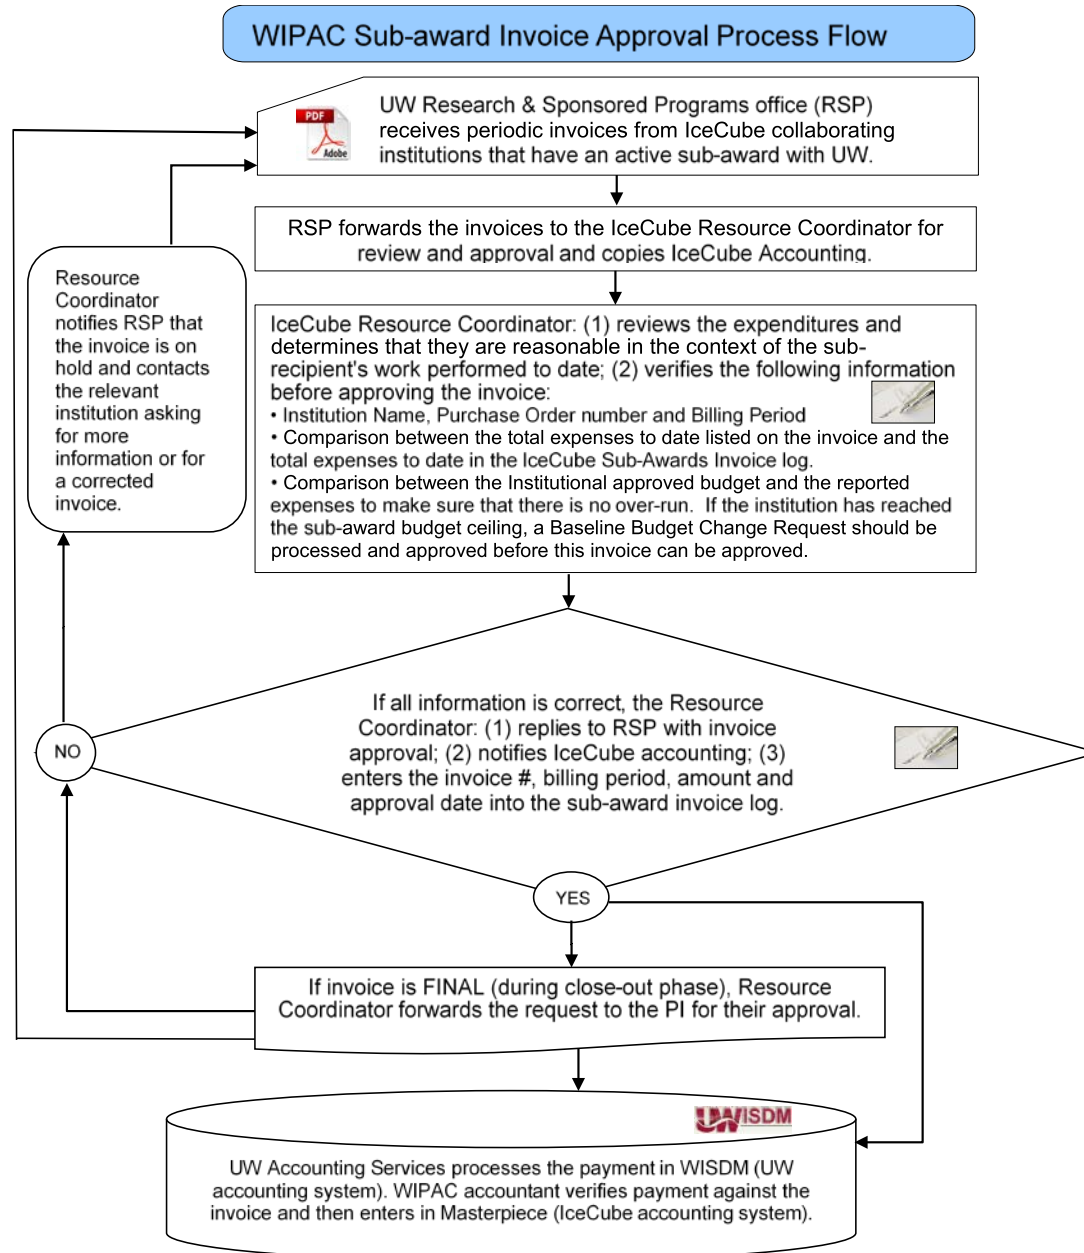 WIPAC Sub-award Invoice Approval Process Flow
PDF
Adobe
UW Research & Sponsored Programs office (RSP)
receives periodic invoices from IceCube collaborating
institutions that have an active sub-award with UW.
RSP forwards the invoices to the IceCube Resource Coordinator for
review and approval and copies IceCube Accounting.
Resource
Coordinator
notifies RSP that
the invoice is on
hold and contacts
the relevant
institution asking
for more
information or for
a corrected
invoice.
IceCube Resource Coordinator: (1) reviews the expenditures and
determines that they are reasonable in the context of the sub-
recipient's work performed to date; (2) verifies the following information
before approving the invoice:
• Institution Name, Purchase Order number and Billing Period
• Comparison between the total expenses to date listed on the invoice and the
total expenses to date in the IceCube Sub-Awards Invoice log.
• Comparison between the Institutional approved budget and the reported
expenses to make sure that there is no over-run.  If the institution has reached
the sub-award budget ceiling, a Baseline Budget Change Request should be
processed and approved before this invoice can be approved.
If all information is correct, the Resource
Coordinator: (1) replies to RSP with invoice
approval; (2) notifies IceCube accounting; (3)
enters the invoice #, billing period, amount and
approval date into the sub-award invoice log.
NO
YES
If invoice is FINAL (during close-out phase), Resource
Coordinator forwards the request to the PI for their approval.
UWISDM
UW Accounting Services processes the payment in WISDM (UW
accounting system). WIPAC accountant verifies payment against the
invoice and then enters in Masterpiece (IceCube accounting system).